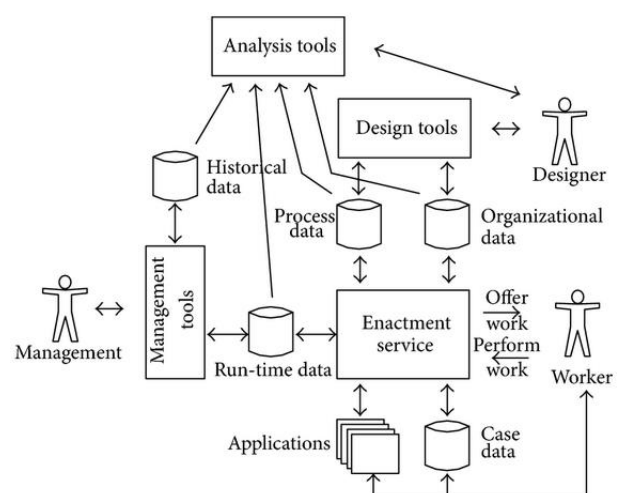 Analysis tools
Design tools
Designer
Historical
data
Process
data
Organizational
data
Management
tools
Management
Run-time data
Enactment
service
Offer
work
Perform
work
Worker
Applications
Case
data